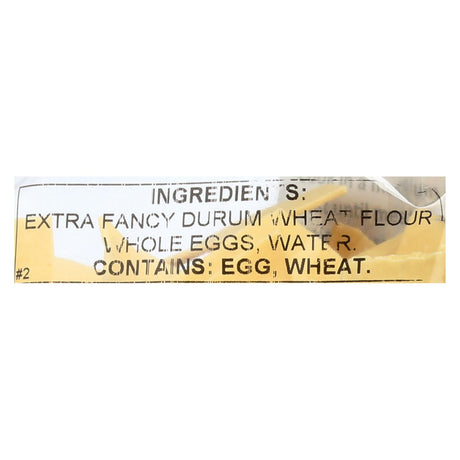 INGREDIENTS:
EXTRA FANCY DURUM WHEAT FLOUR
WHOLE EGGS, WATER.
CONTAINS: EGG, WHEAT.
#2